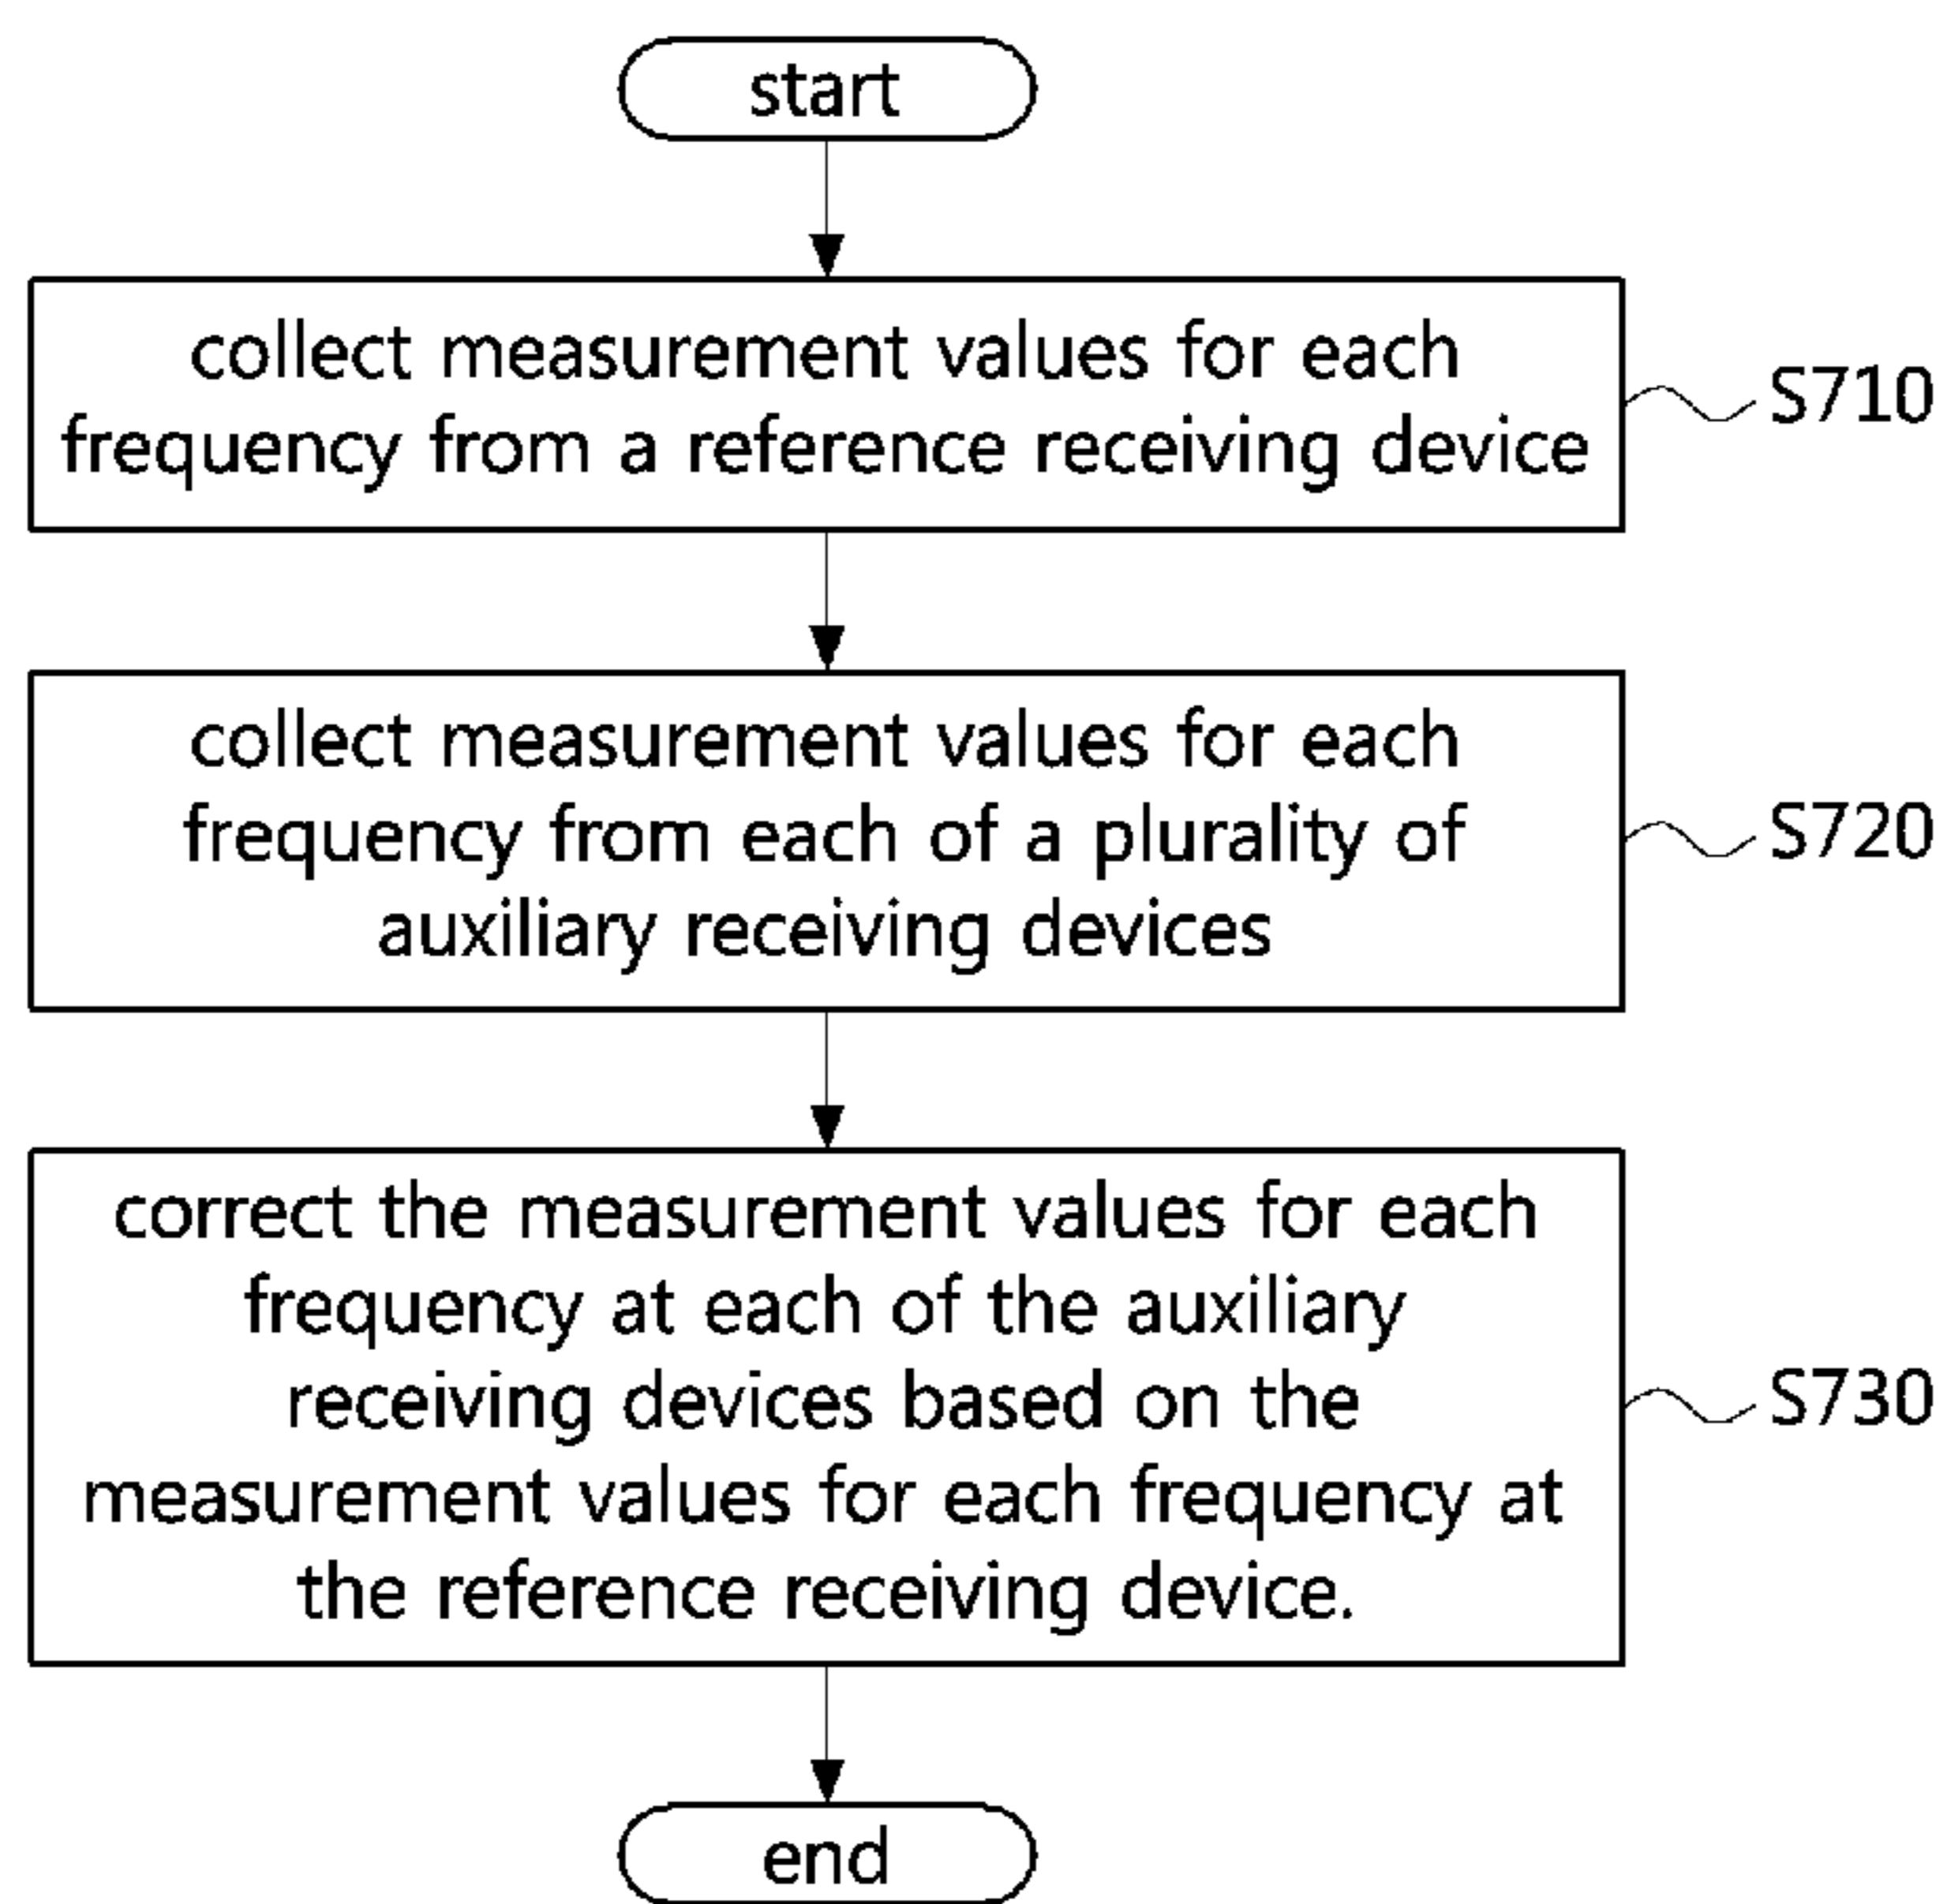 start
collect measurement values for each
frequency from a reference receiving device
S710
collect measurement values for each
frequency from each of a plurality of
auxiliary receiving devices
S720
correct the measurement values for each
frequency at each of the auxiliary
receiving devices based on the
measurement values for each frequency at
the reference receiving device.
S730
end